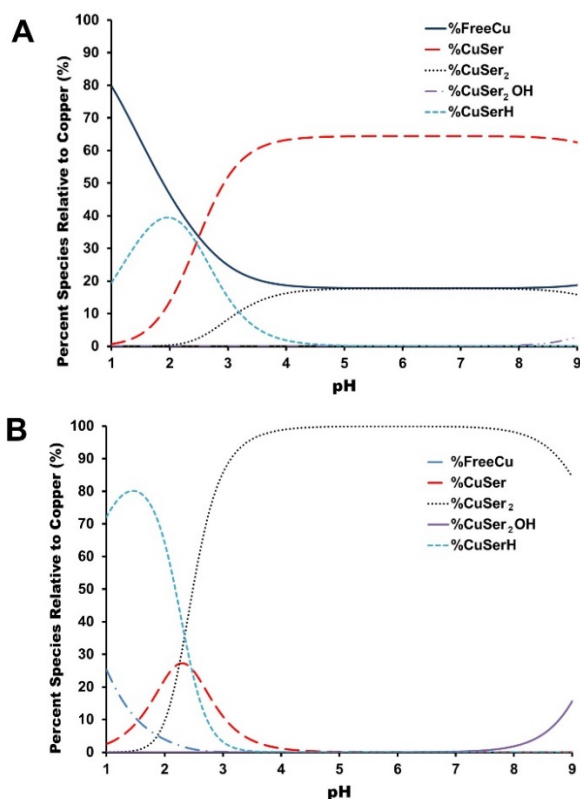 A
100
90
80
70
60
50
40
30
20
10
0
Percent Species Relative to Copper (%)
%FreeCu
%CuSer
%CuSer₂
%CuSer₂ OH
%CuSerH
1 2 3 4 5 6 7 8 9
pH
B
100
90
80
70
60
50
40
30
20
10
0
Percent Species Relative to Copper (%)
%FreeCu
%CuSer
%CuSer₂
%CuSer₂OH
%CuSerH
1 2 3 4 5 6 7 8 9
pH